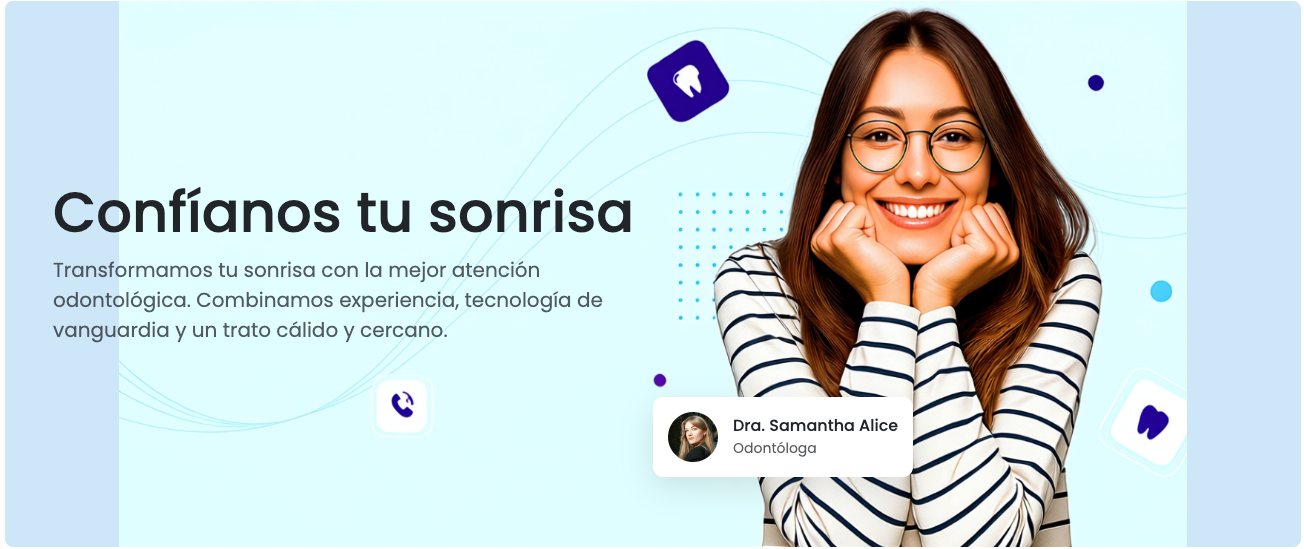 Confíanos tu sonrisa
Transformamos tu sonrisa con la mejor atención
odontológica. Combinamos experiencia, tecnología de
vanguardia y un trato cálido y cercano.
Dra. Samantha Alice
Odontóloga